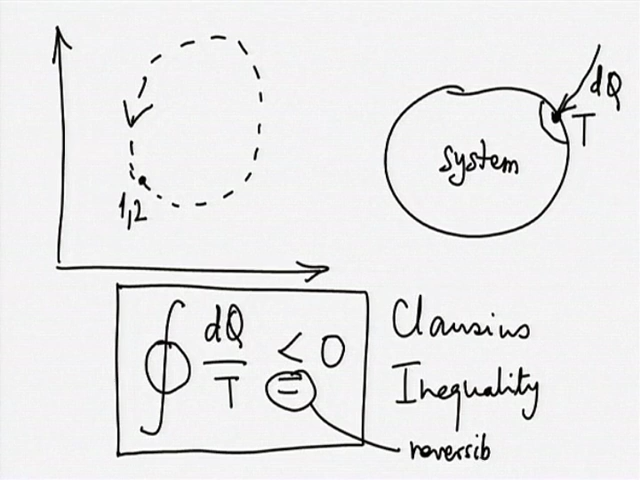 1,2
system
dQ
T
∮ dQ/T ≤ 0
Clausius
Inequality
reversib